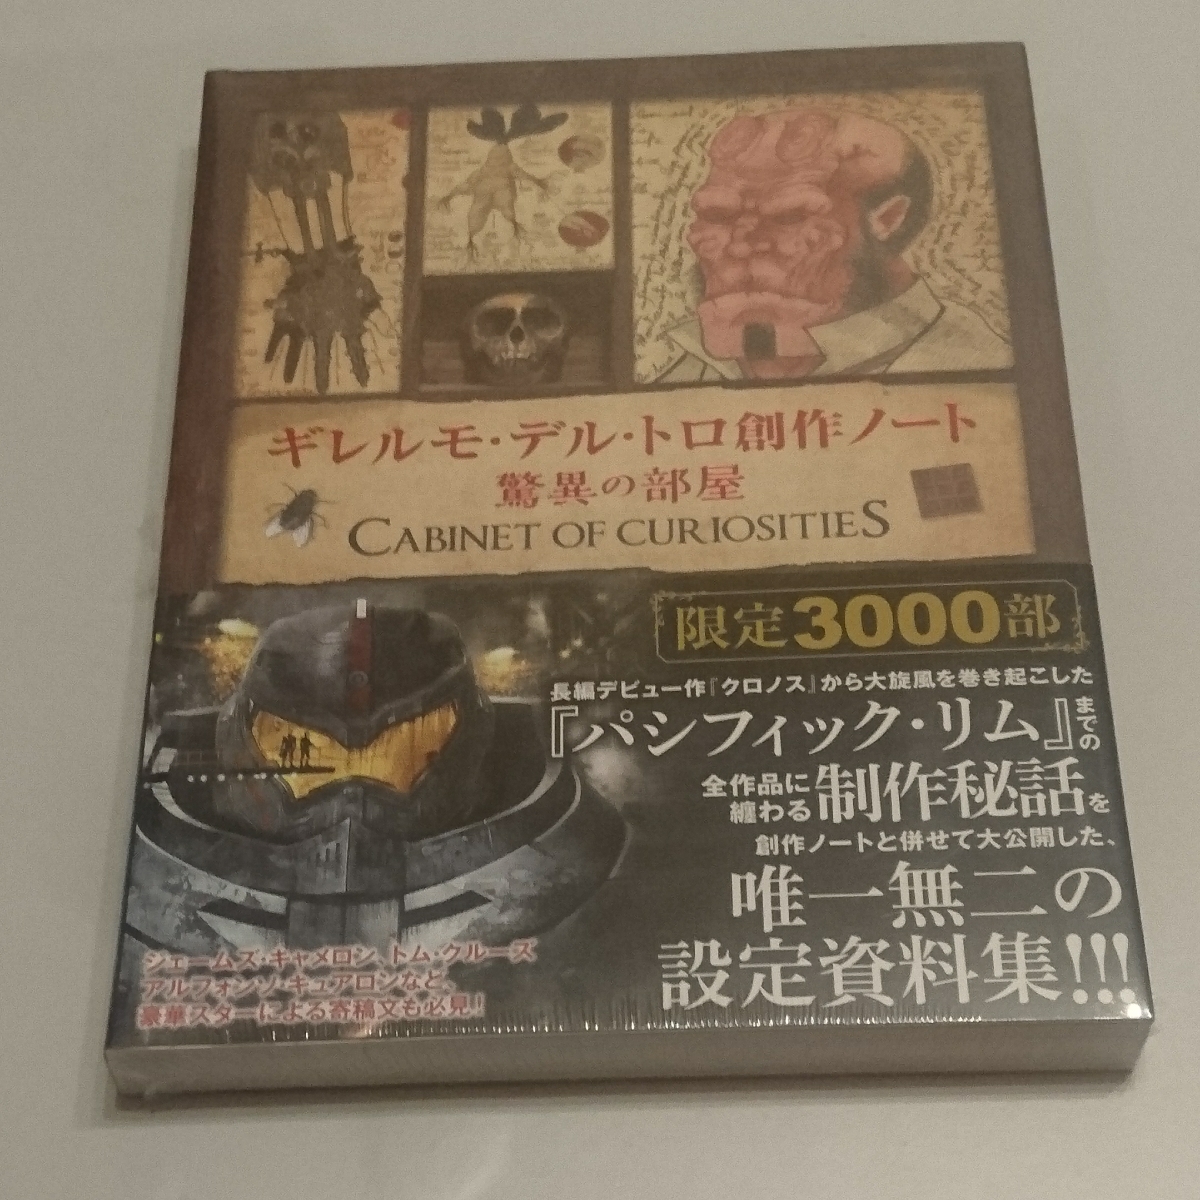 ギレルモ・デル・トロ創作ノート
驚異の部屋
CABINET OF CURIOSITIES
限定3000部
長編デビュー作『クロノス』から大旋風を巻き起こした
『パシフィック・リム』までの
全作品に纏わる制作秘話を
創作ノートと併せて大公開した、
唯一無二の
設定資料集!!!
ジェームズ・キャメロン、トム・クルーズ
アルフォンソ・キュアロンなど、
豪華スターによる寄稿文も必見!